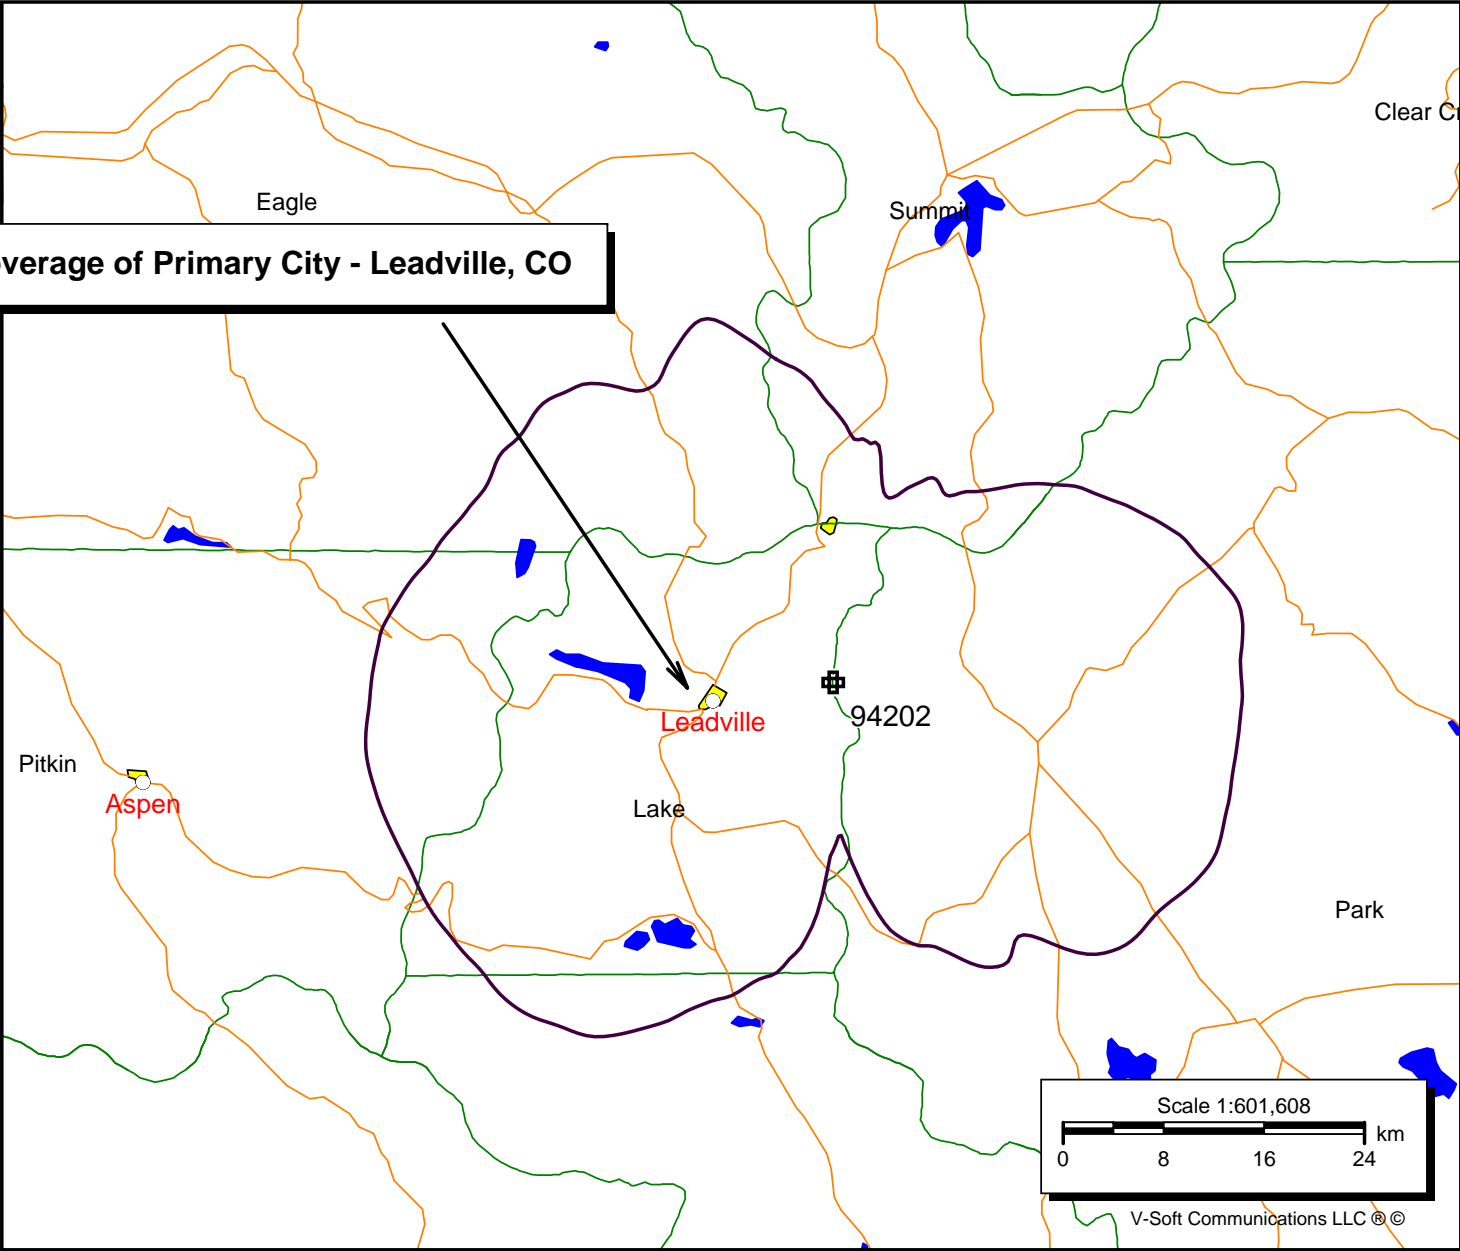 Clear Cr
Eagle
Summit
verage of Primary City - Leadville, CO
94202
Leadville
Pitkin
Aspen
Lake
Park
Scale 1:601,608
km
0 8 16 24
V-Soft Communications LLC ® ©